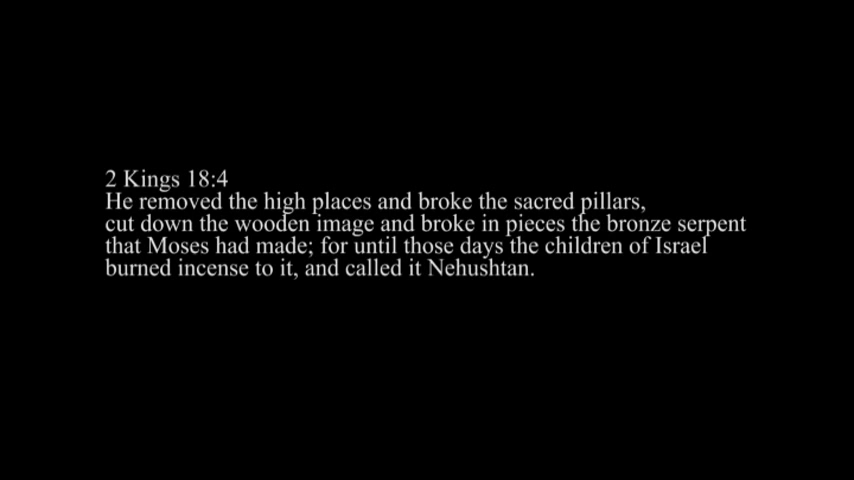 2 Kings 18:4
He removed the high places and broke the sacred pillars,
cut down the wooden image and broke in pieces the bronze serpent
that Moses had made; for until those days the children of Israel
burned incense to it, and called it Nehushtan.